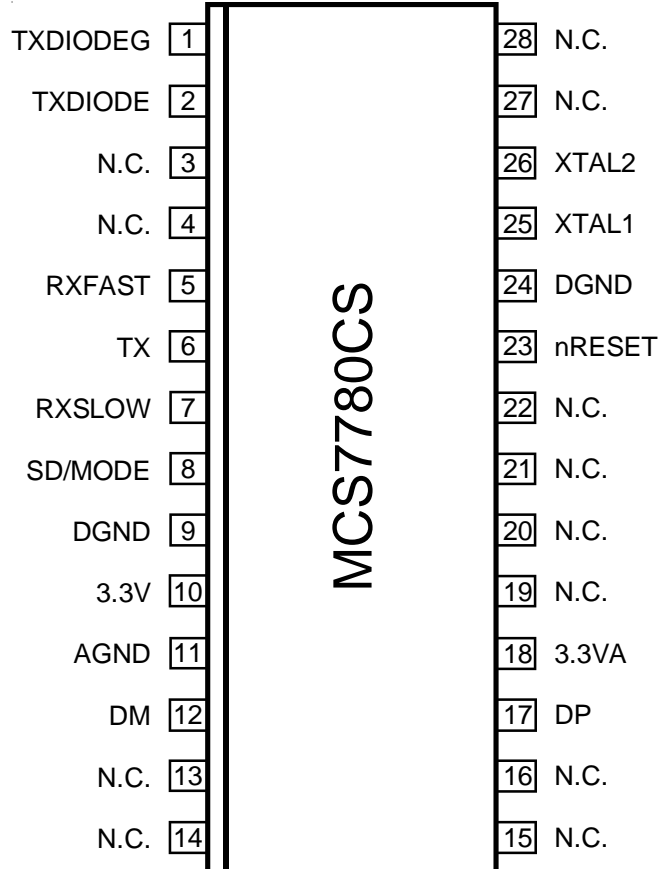 TXDIODEG 1 28 N.C.
TXDIODE 2 27 N.C.
N.C. 3 26 XTAL2
N.C. 4 25 XTAL1
RXFAST 5 24 DGND
TX 6 23 nRESET
RXSLOW 7 22 N.C.
SD/MODE 8 21 N.C.
DGND 9 20 N.C.
3.3V 10 19 N.C.
AGND 11 18 3.3VA
DM 12 17 DP
N.C. 13 16 N.C.
N.C. 14 15 N.C.
MCS7780CS